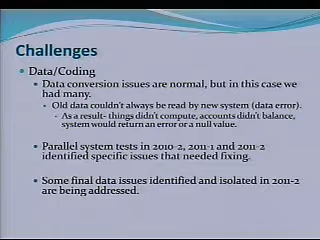 Challenges
Data/Coding
Data conversion issues are normal, but in this case we
had many.
Old data couldn't always be read by new system (data error).
As a result- things didn't compute, accounts didn't balance,
system would return an error or a null value.
Parallel system tests in 2010-2, 2011-1 and 2011-2
identified specific issues that needed fixing.
Some final data issues identified and isolated in 2011-2
are being addressed.